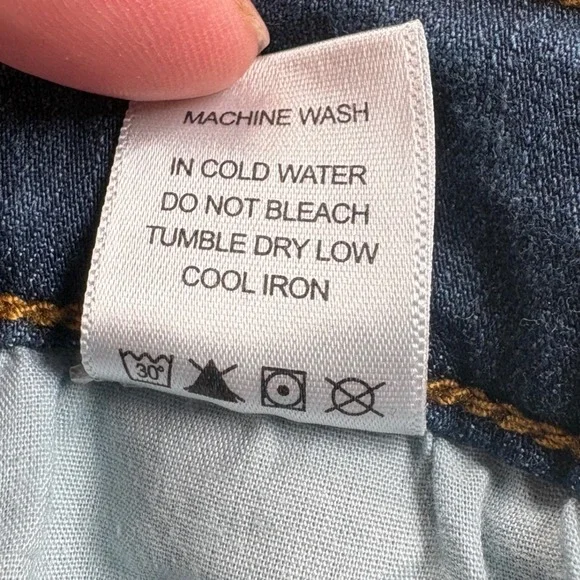 MACHINE WASH
IN COLD WATER
DO NOT BLEACH
TUMBLE DRY LOW
COOL IRON
30°